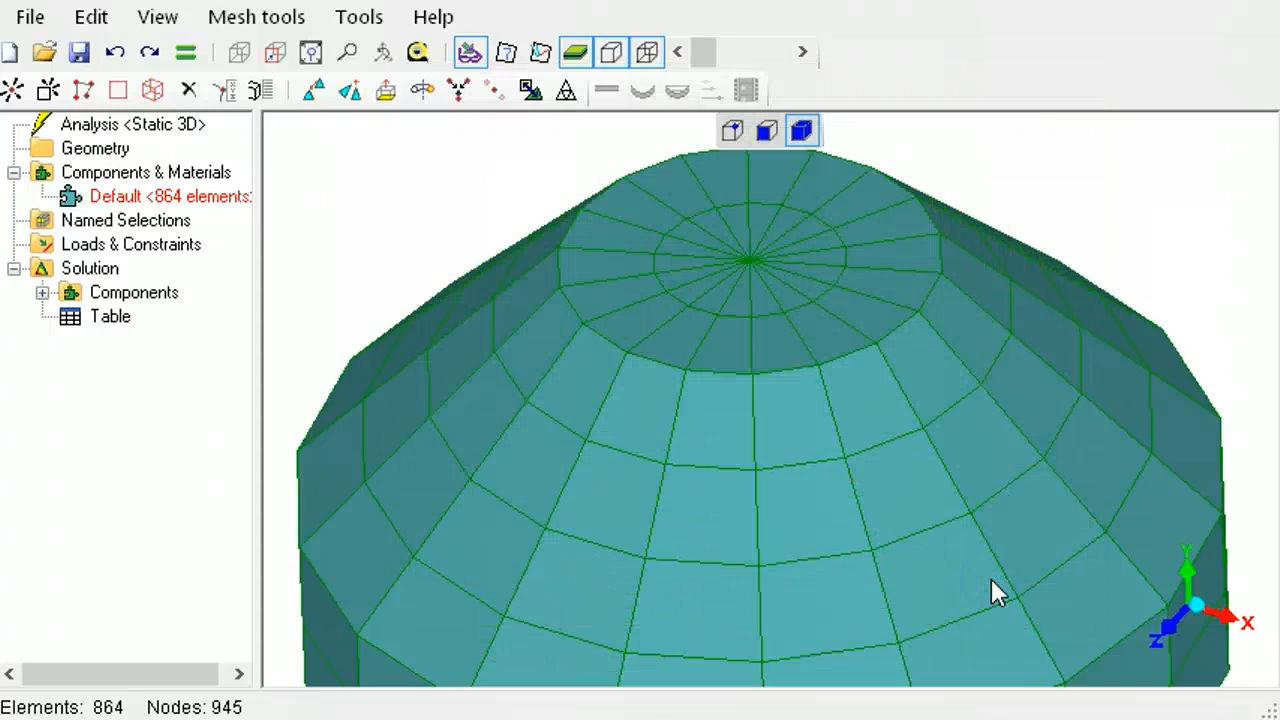 File Edit View Mesh tools Tools Help
Analysis <Static 3D>
Geometry
Components & Materials
Default <864 elements:
Named Selections
Loads & Constraints
Solution
Components
Table
Y
X
Z
Elements: 864 Nodes: 945